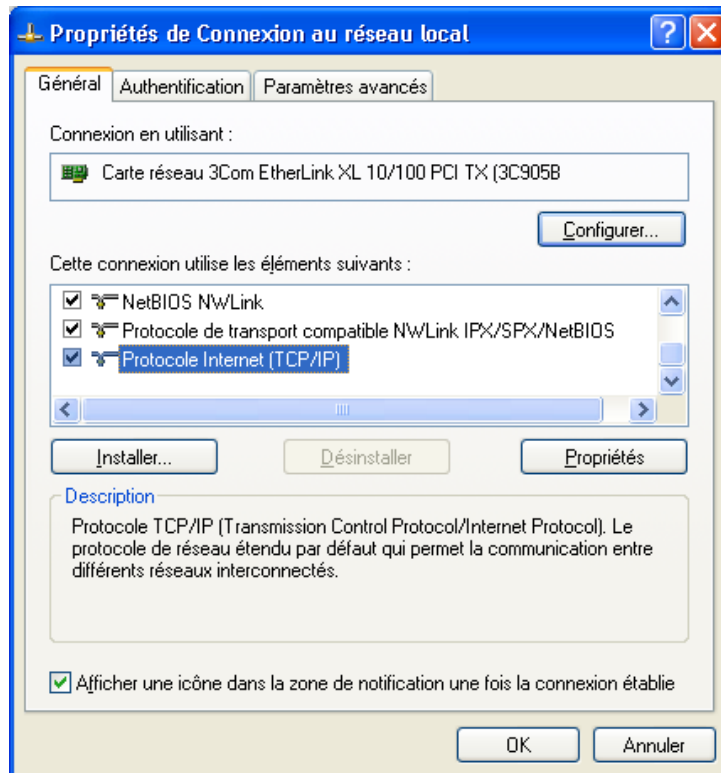 Propriétés de Connexion au réseau local
Général Authentification Paramètres avancés
Connexion en utilisant :
Carte réseau 3Com EtherLink XL 10/100 PCI TX (3C905B
Configurer...
Cette connexion utilise les éléments suivants :
NetBIOS NWLink
Protocole de transport compatible NWLink IPX/SPX/NetBIOS
Protocole Internet (TCP/IP)
Installer... Désinstaller Propriétés
Description
Protocole TCP/IP (Transmission Control Protocol/Internet Protocol). Le
protocole de réseau étendu par défaut qui permet la communication entre
différents réseaux interconnectés.
Afficher une icône dans la zone de notification une fois la connexion établie
OK Annuler